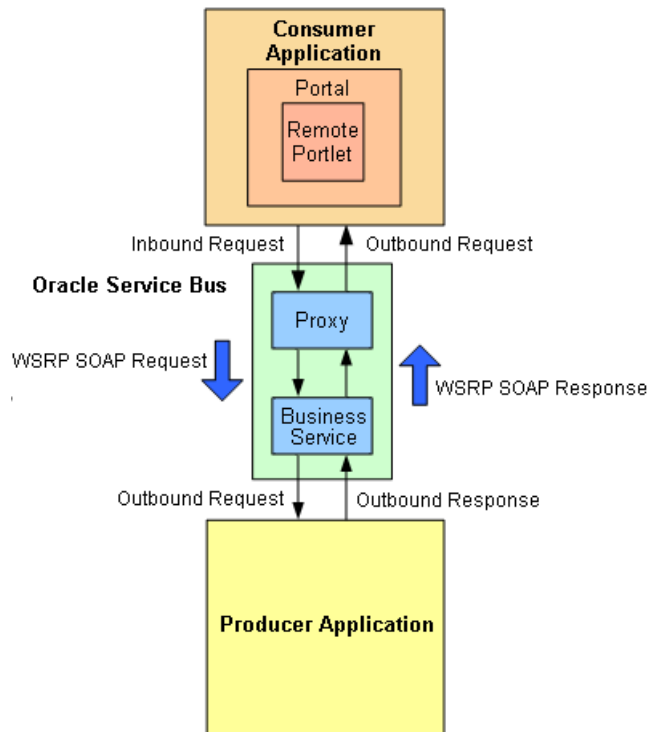 Consumer
Application
Portal
Remote
Portlet
Inbound Request
Outbound Request
Oracle Service Bus
Proxy
WSRP SOAP Request
WSRP SOAP Response
Business
Service
Outbound Request
Outbound Response
Producer Application